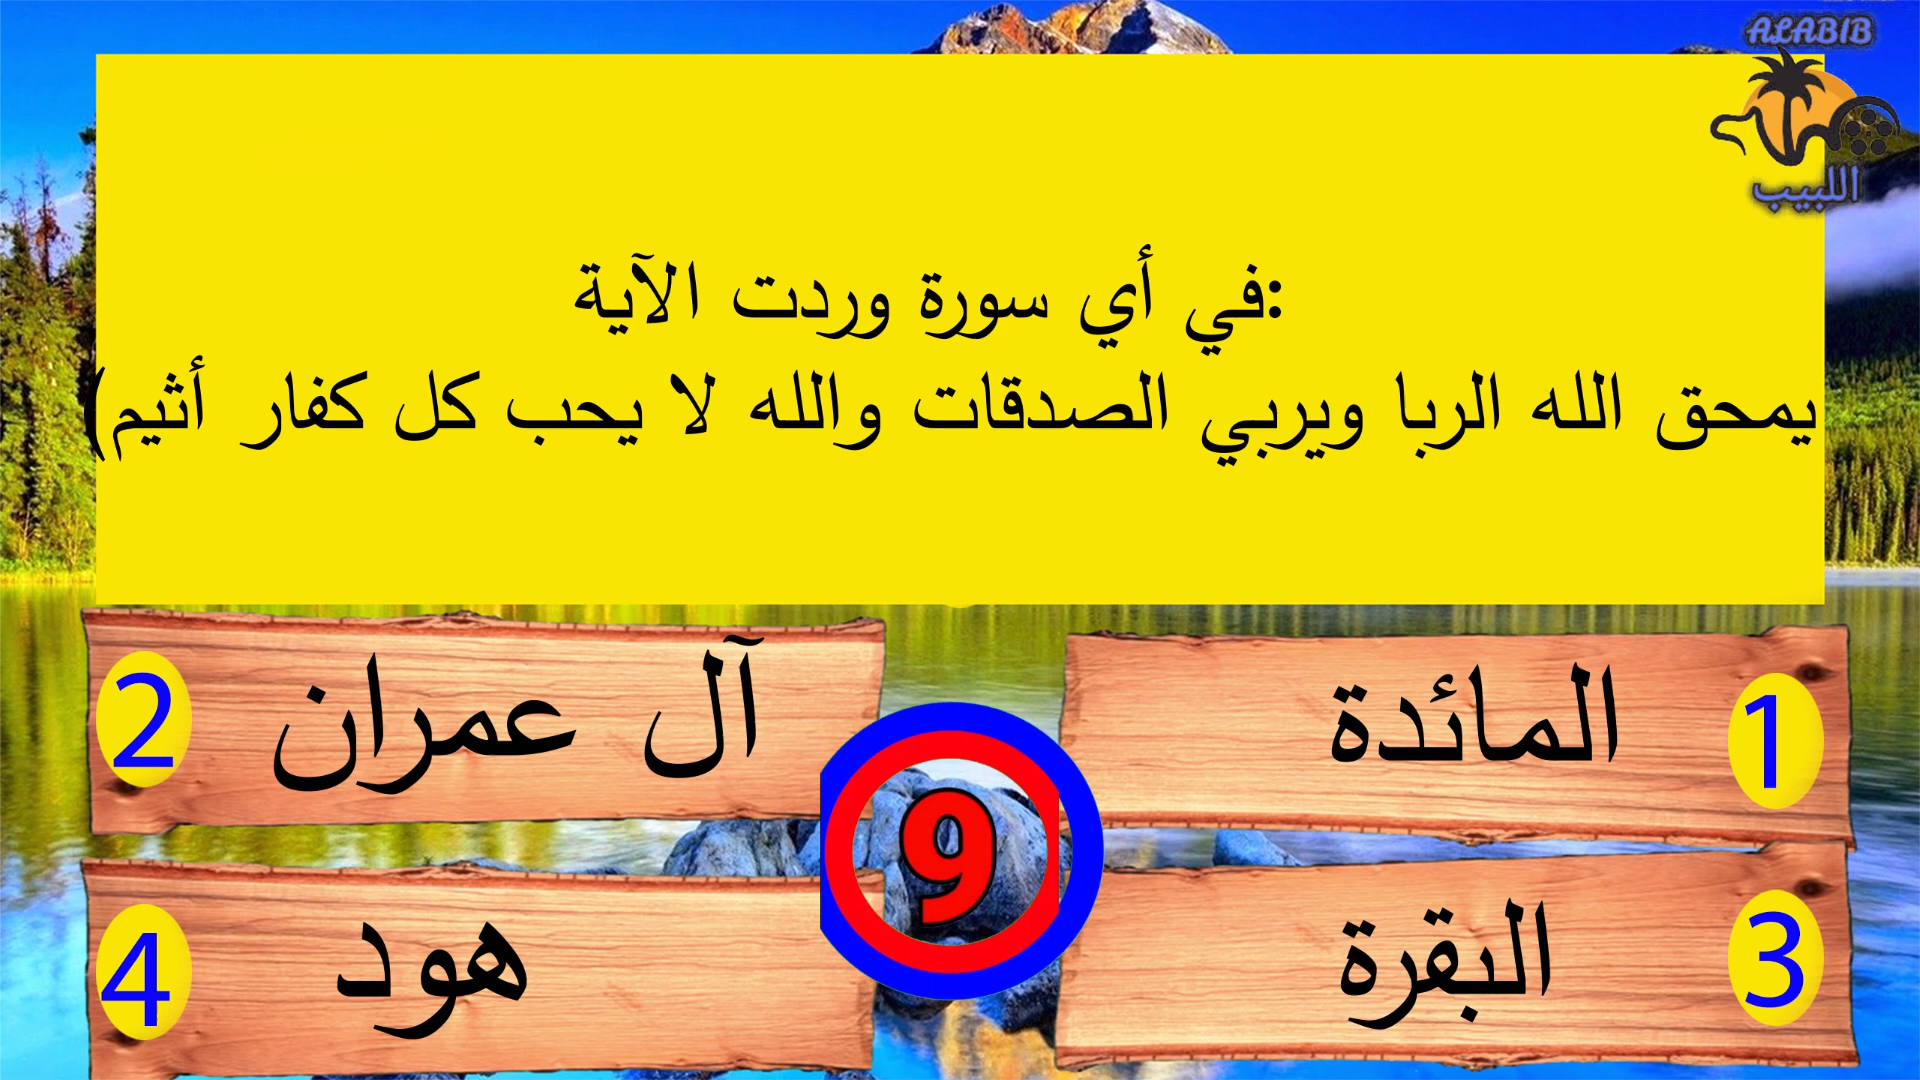 ALABIB
اللبيب
في أي سورة وردت الآية:
يمحق الله الربا ويربي الصدقات والله لا يحب كل كفار أثيم)
1 المائدة
2 آل عمران
9
3 البقرة
4 هود